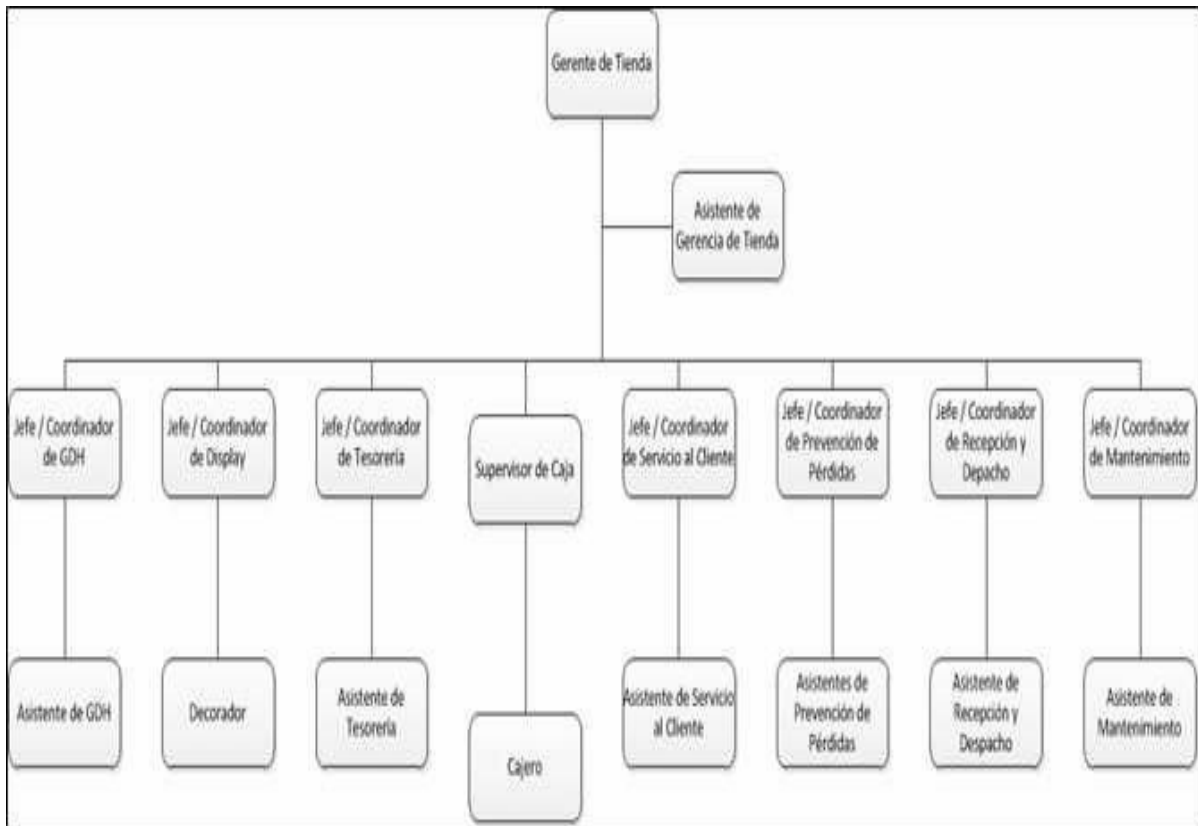 Gerente de Tienda
Asistente de
Gerencia de Tienda
Jefe / Coordinador
de GDH
Jefe / Coordinador
de Display
Jefe / Coordinador
de Tesorería
Supervisor de Caja
Jefe / Coordinador
de Servicio al Cliente
Jefe / Coordinador
de Prevención de
Pérdidas
Jefe / Coordinador
de Recepción y
Depacho
Jefe / Coordinador
de Mantenimiento
Asistente de GDH
Decorador
Asistente de
Tesorería
Cajero
Asistente de Servicio
al Cliente
Asistentes de
Prevención de
Pérdidas
Asistente de
Recepción y
Despacho
Asistente de
Mantenimiento